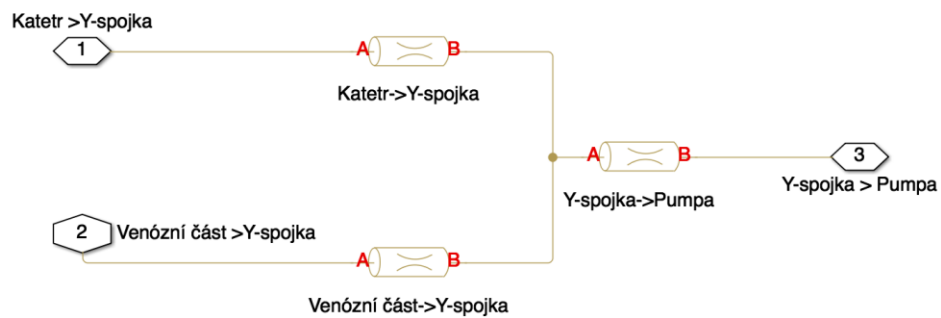 Katetr >Y-spojka
1
A
B
Katetr->Y-spojka
A
B
3
Y-spojka->Pumpa
Y-spojka > Pumpa
2
Venózní část >Y-spojka
A
B
Venózní část->Y-spojka